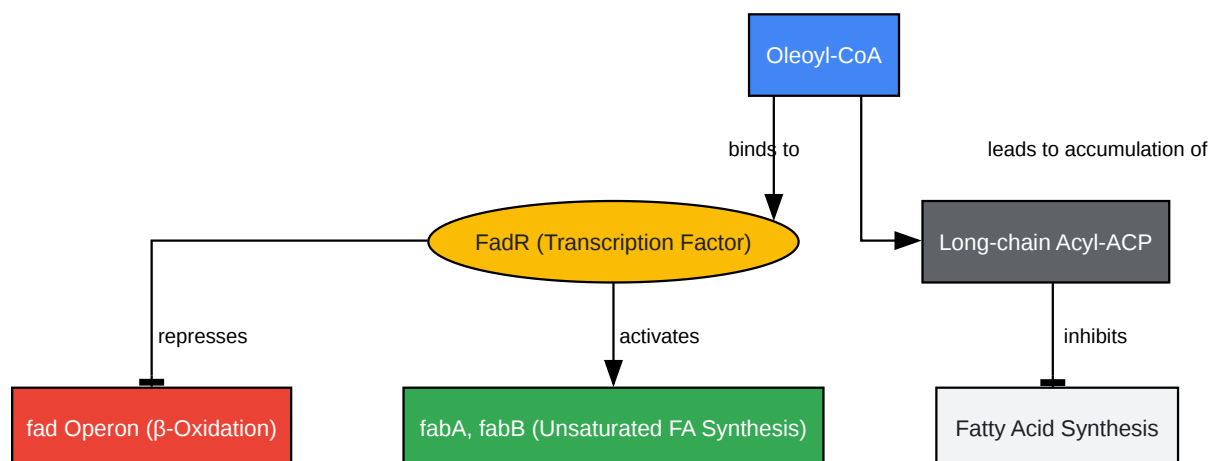 Oleoyl-CoA
binds to
leads to accumulation of
FadR (Transcription Factor)
Long-chain Acyl-ACP
represses
activates
inhibits
fad Operon (β-Oxidation)
fabA, fabB (Unsaturated FA Synthesis)
Fatty Acid Synthesis